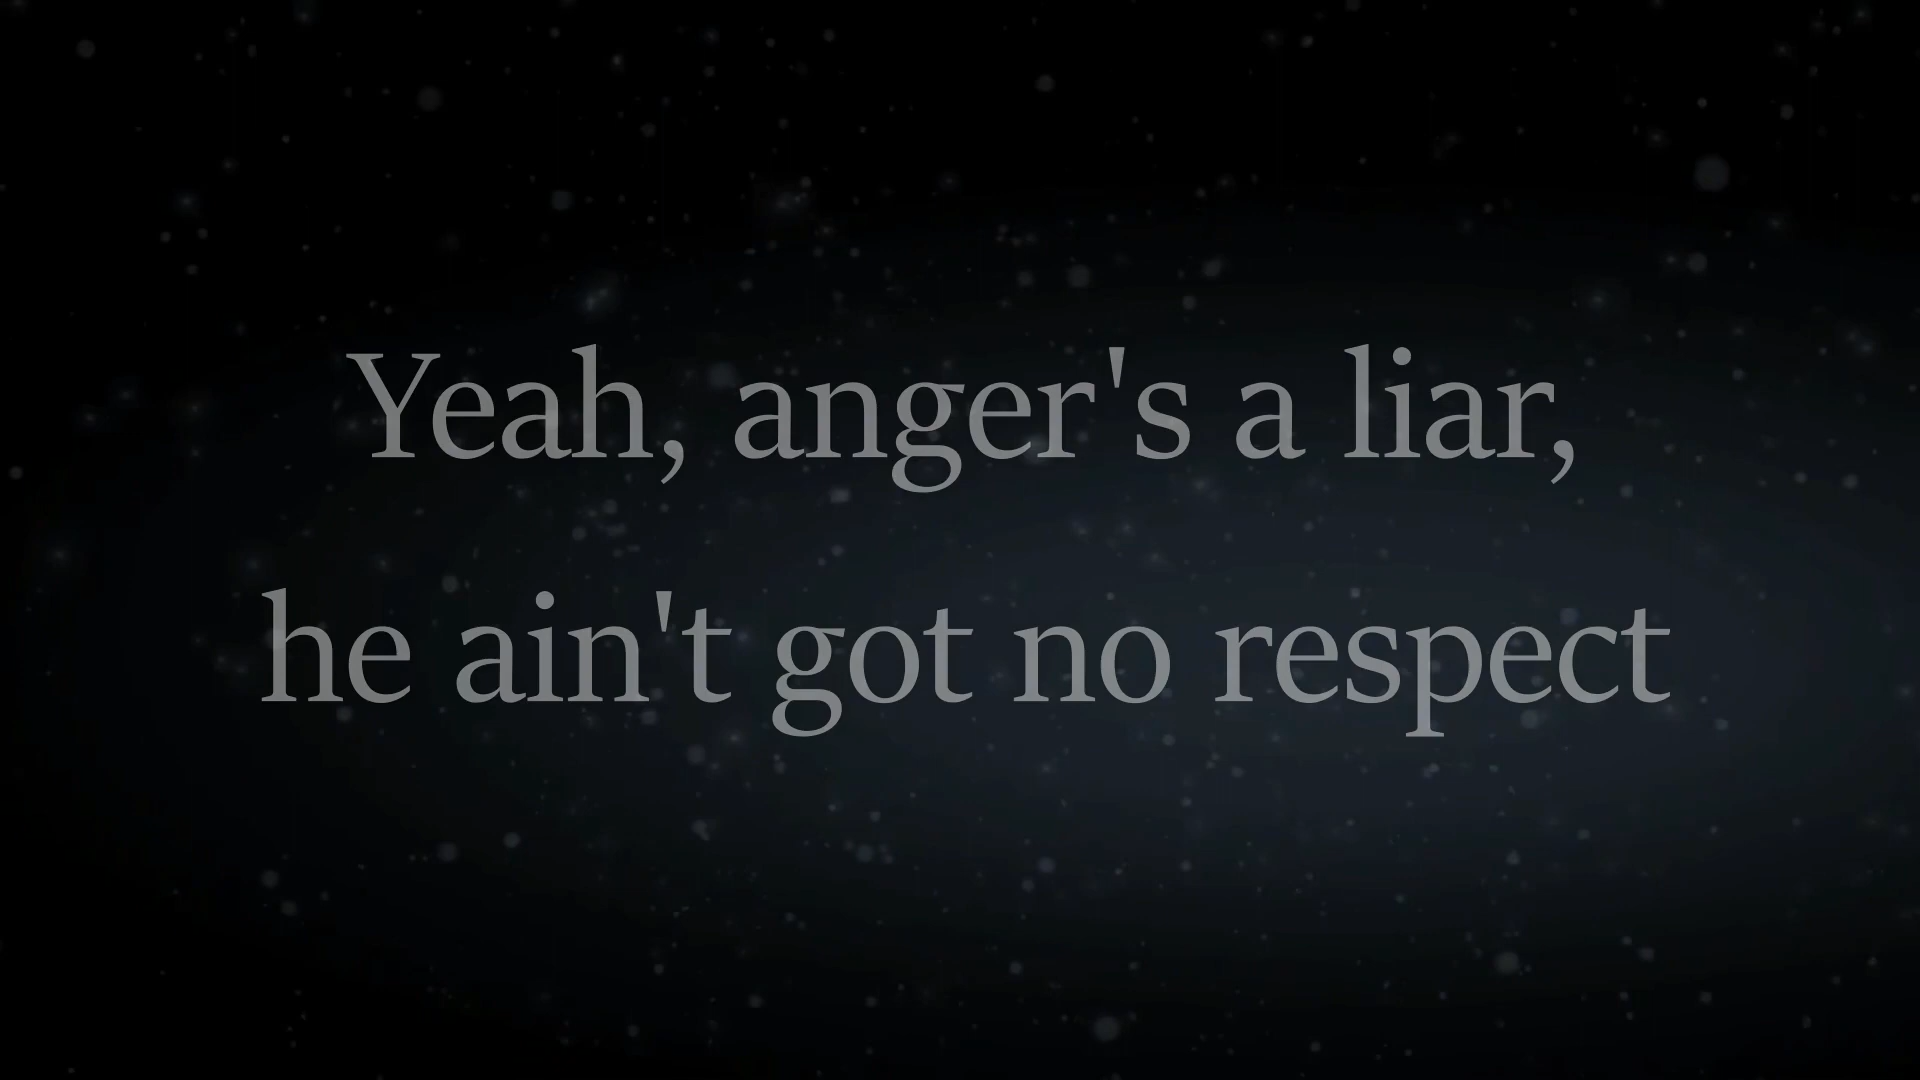 Yeah, anger's a liar,
he ain't got no respect